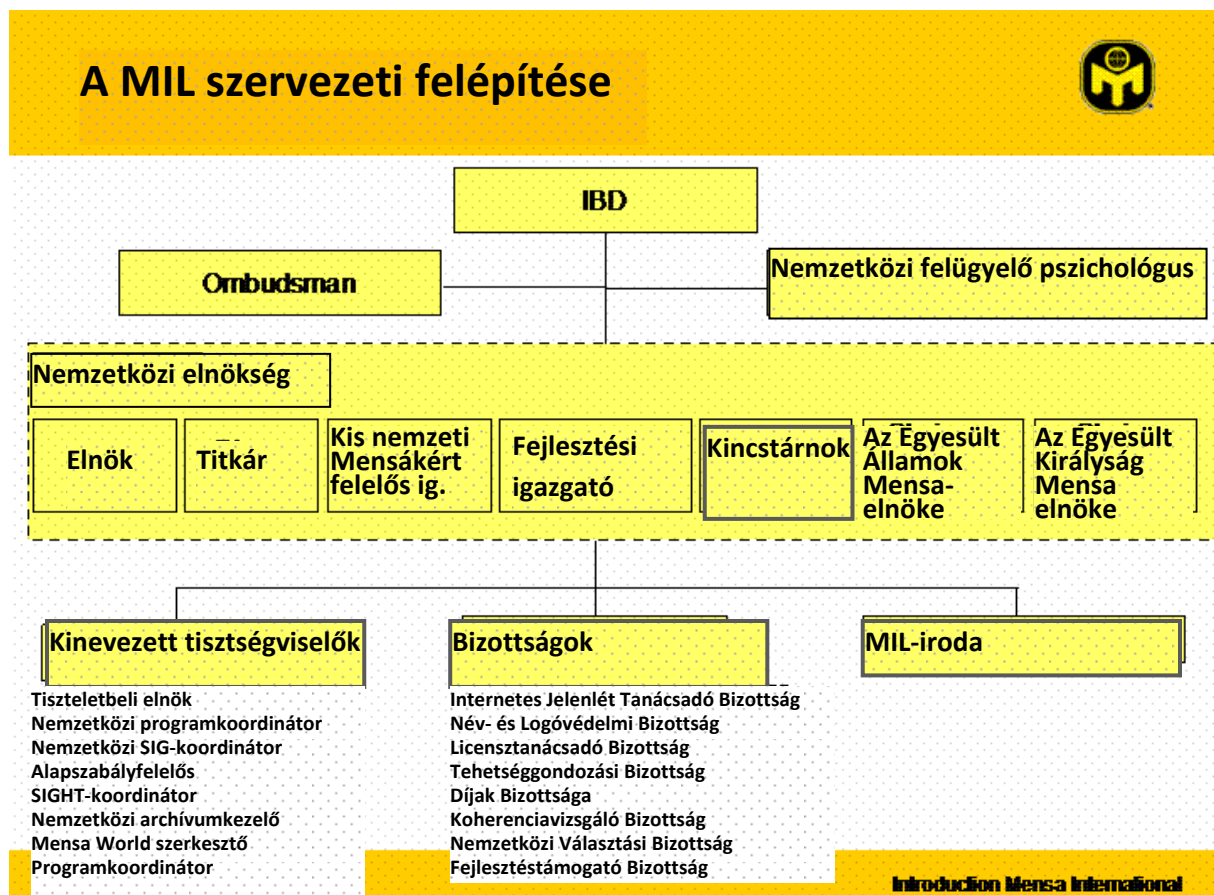 A MIL szervezeti felépítése
IBD
Ombudsman
Nemzetközi felügyelő pszichológus
Nemzetközi elnökség
Elnök
Titkár
Kis nemzeti
Mensákért
felelős ig.
Fejlesztési
igazgató
Kincstárnok
Az Egyesült
Államok
Mensa-
elnöke
Az Egyesült
Királyság
Mensa
elnöke
Kinevezett tisztségviselők
Tiszteletbeli elnök
Nemzetközi programkoordinátor
Nemzetközi SIG-koordinátor
Alapszabályfelelős
SIGHT-koordinátor
Nemzetközi archívumkezelő
Mensa World szerkesztő
Programkoordinátor
Bizottságok
Internetes Jelenlét Tanácsadó Bizottság
Név- és Logóvédelmi Bizottság
Licensztanácsadó Bizottság
Tehetséggondozási Bizottság
Díjak Bizottsága
Koherenciavizsgáló Bizottság
Nemzetközi Választási Bizottság
Fejlesztéstámogató Bizottság
MIL-iroda
Introduction Mensa International